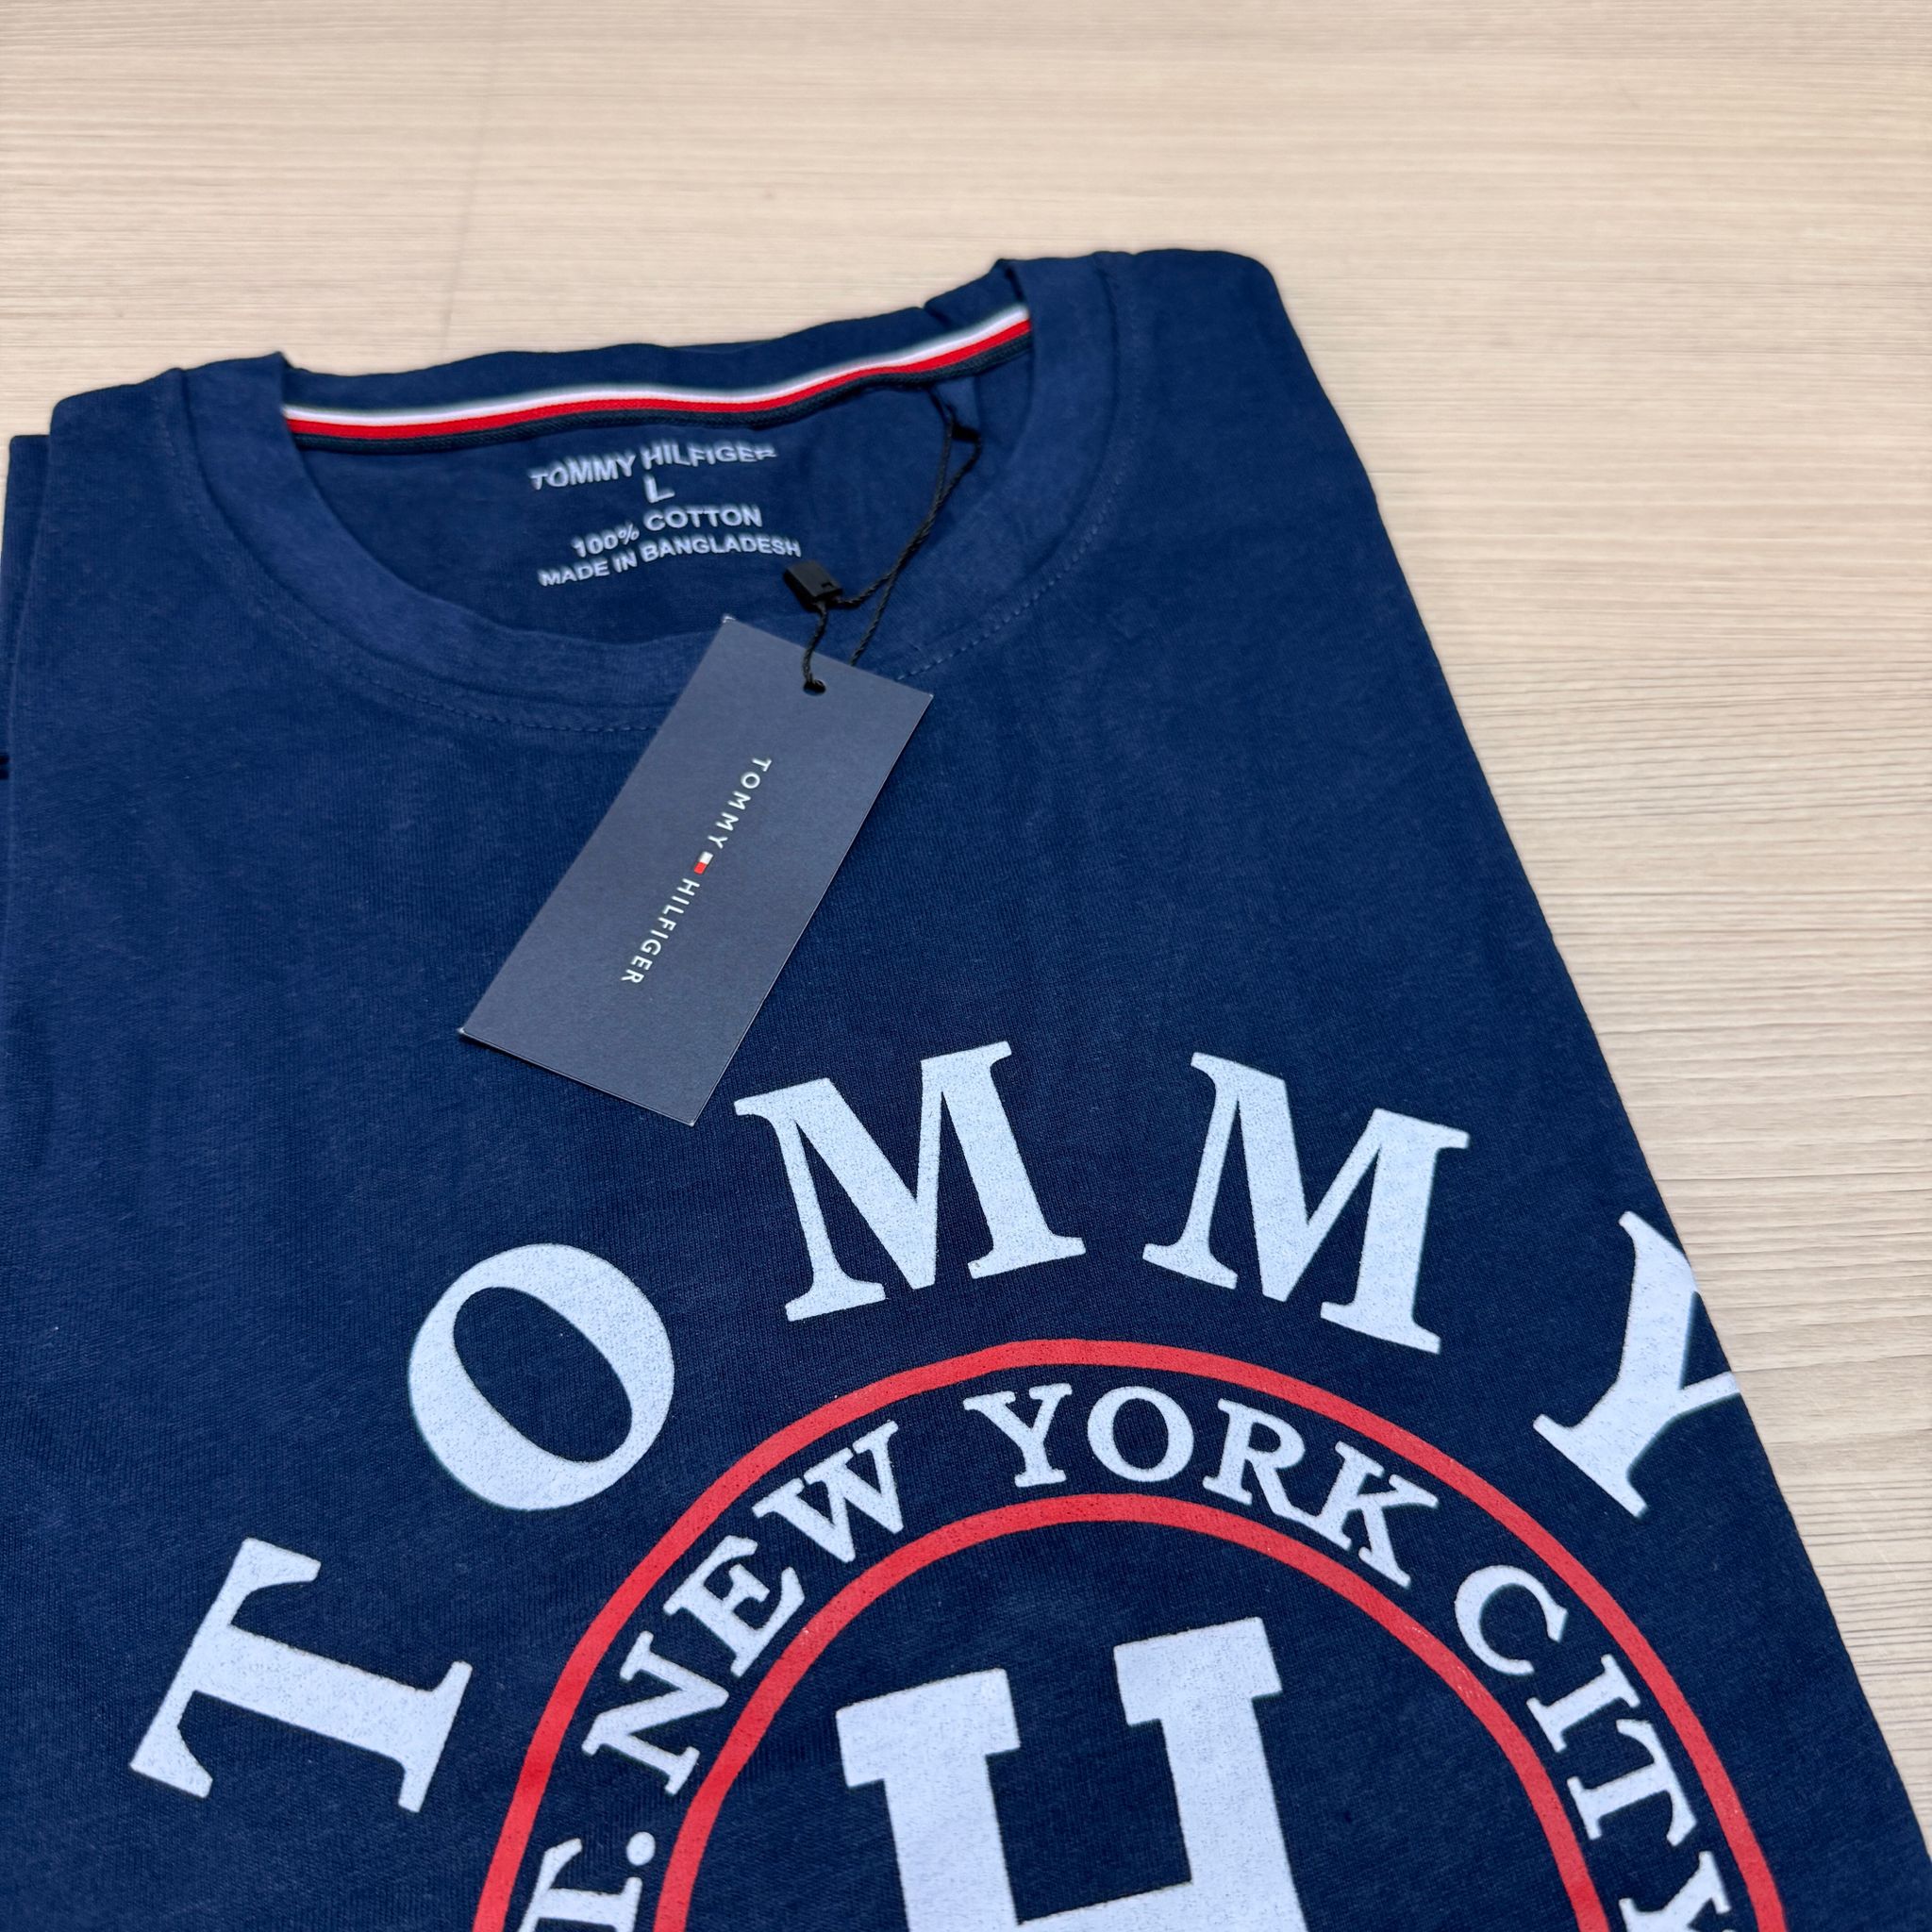 TOMMY HILFIGER
L
100% COTTON
MADE IN BANGLADESH
TOMMY HILFIGER
TOMMY
T. NEW YORK CITY
H